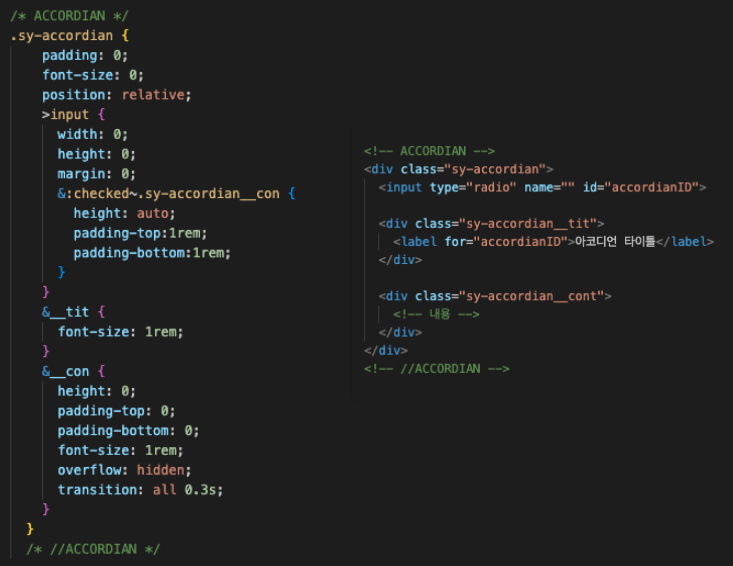 /* ACCORDIAN */
.sy-accordian {
padding: 0;
font-size: 0;
position: relative;
>input {
width: 0;
height: 0;
margin: 0;
&:checked~.sy-accordian__con {
height: auto;
padding-top:1rem;
padding-bottom:1rem;
}
}
&__tit {
font-size: 1rem;
}
&__con {
height: 0;
padding-top: 0;
padding-bottom: 0;
font-size: 1rem;
overflow: hidden;
transition: all 0.3s;
}
}
/* //ACCORDIAN */
<!-- ACCORDIAN -->
<div class="sy-accordian">
<input type="radio" name="" id="accordianID">
<div class="sy-accordian__tit">
<label for="accordianID">아코디언 타이틀</label>
</div>
<div class="sy-accordian__cont">
<!-- 내용 -->
</div>
</div>
<!-- //ACCORDIAN -->